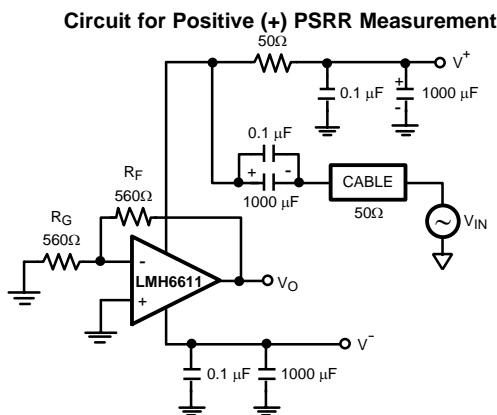 Circuit for Positive (+) PSRR Measurement
50Ω
V+
+
-
0.1 μF
1000 μF
0.1 μF
+
-
1000 μF
CABLE
50Ω
VIN
RF
560Ω
RG
560Ω
-
LMH6611
+
VO
V-
0.1 μF
1000 μF